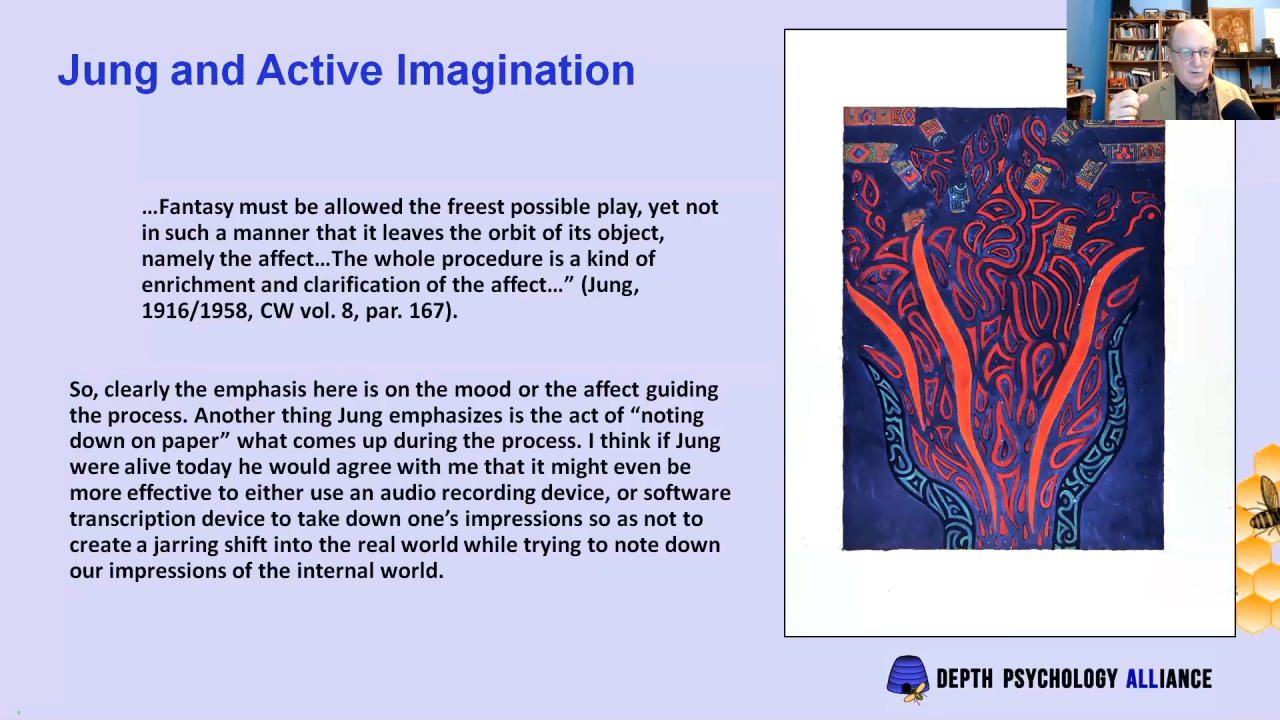 Jung and Active Imagination
…Fantasy must be allowed the freest possible play, yet not
in such a manner that it leaves the orbit of its object,
namely the affect…The whole procedure is a kind of
enrichment and clarification of the affect…” (Jung,
1916/1958, CW vol. 8, par. 167).
So, clearly the emphasis here is on the mood or the affect guiding
the process. Another thing Jung emphasizes is the act of “noting
down on paper” what comes up during the process. I think if Jung
were alive today he would agree with me that it might even be
more effective to either use an audio recording device, or software
transcription device to take down one’s impressions so as not to
create a jarring shift into the real world while trying to note down
our impressions of the internal world.
DEPTH PSYCHOLOGY ALLIANCE